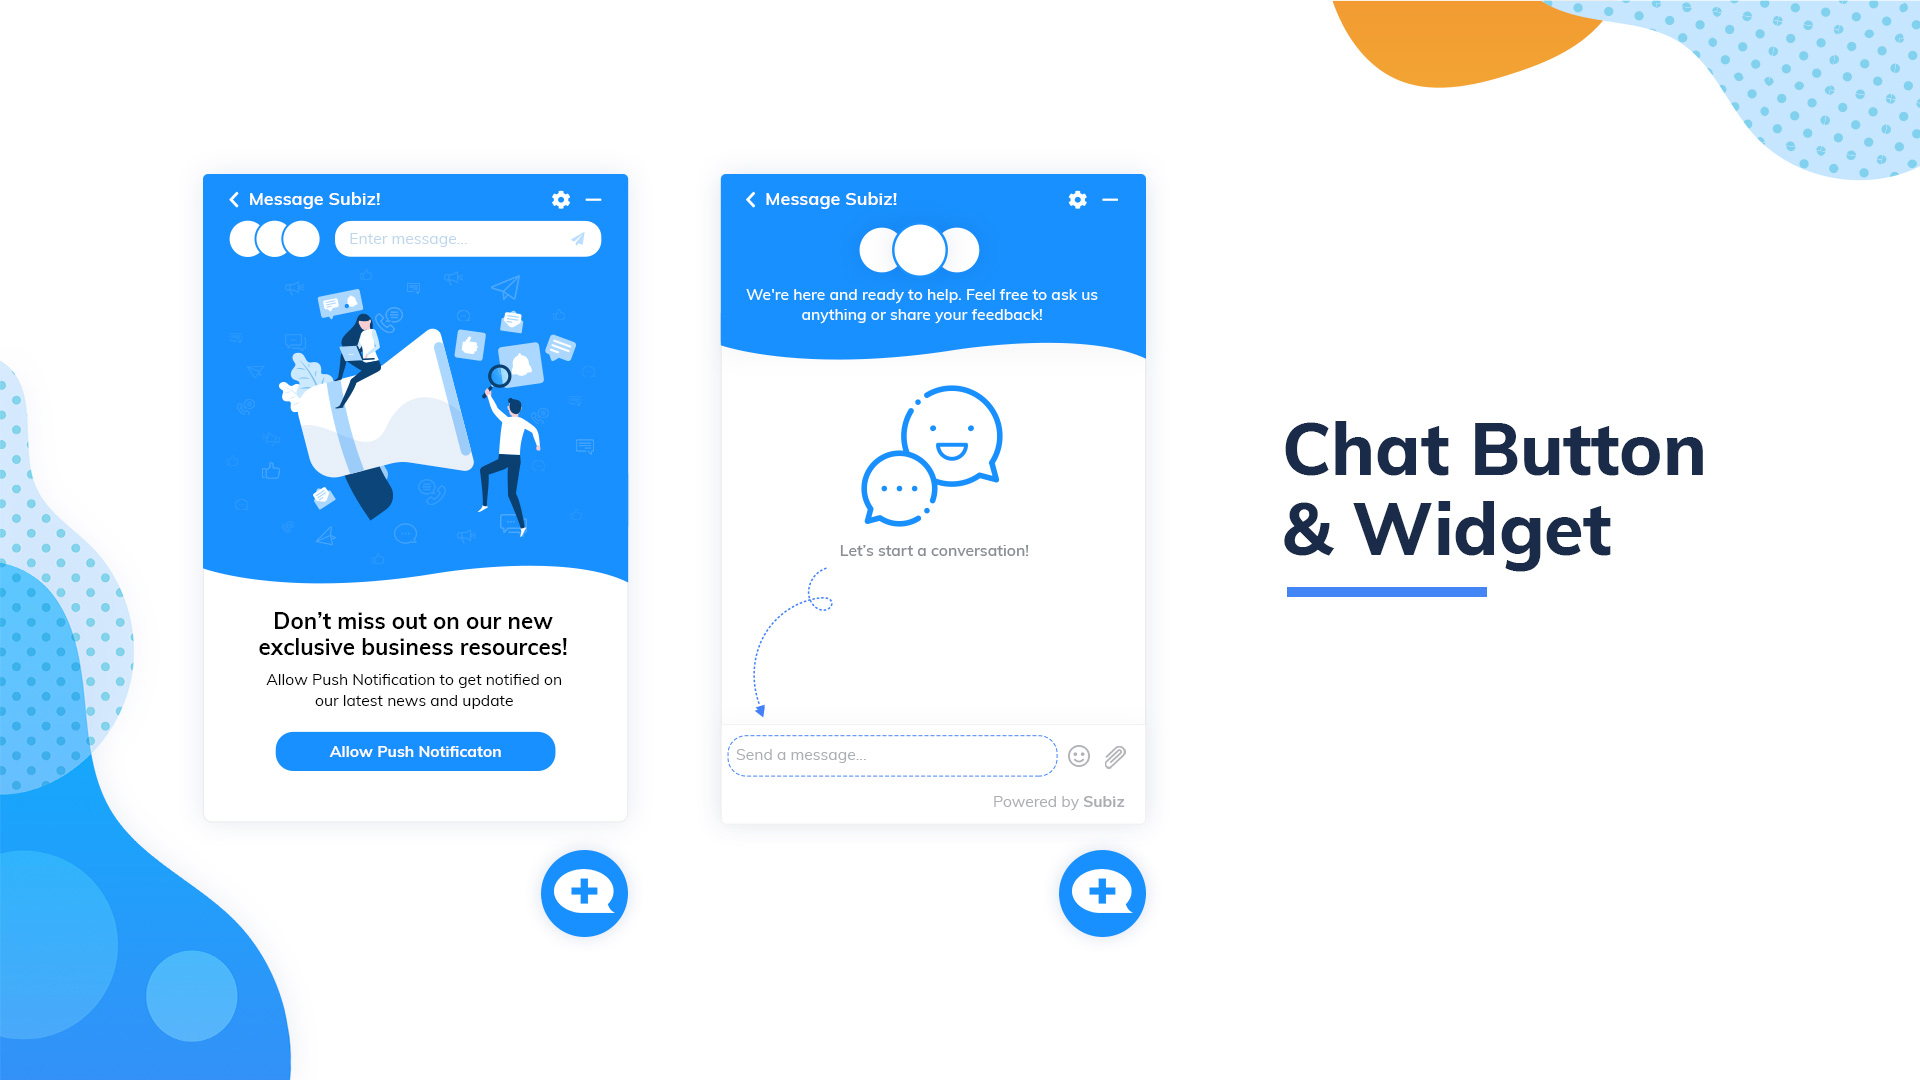 Message Subiz!
Enter message...
Don’t miss out on our new
exclusive business resources!
Allow Push Notification to get notified on
our latest news and update
Allow Push Notificaton
Message Subiz!
We're here and ready to help. Feel free to ask us
anything or share your feedback!
Let’s start a conversation!
Send a message...
Powered by Subiz
Chat Button
& Widget